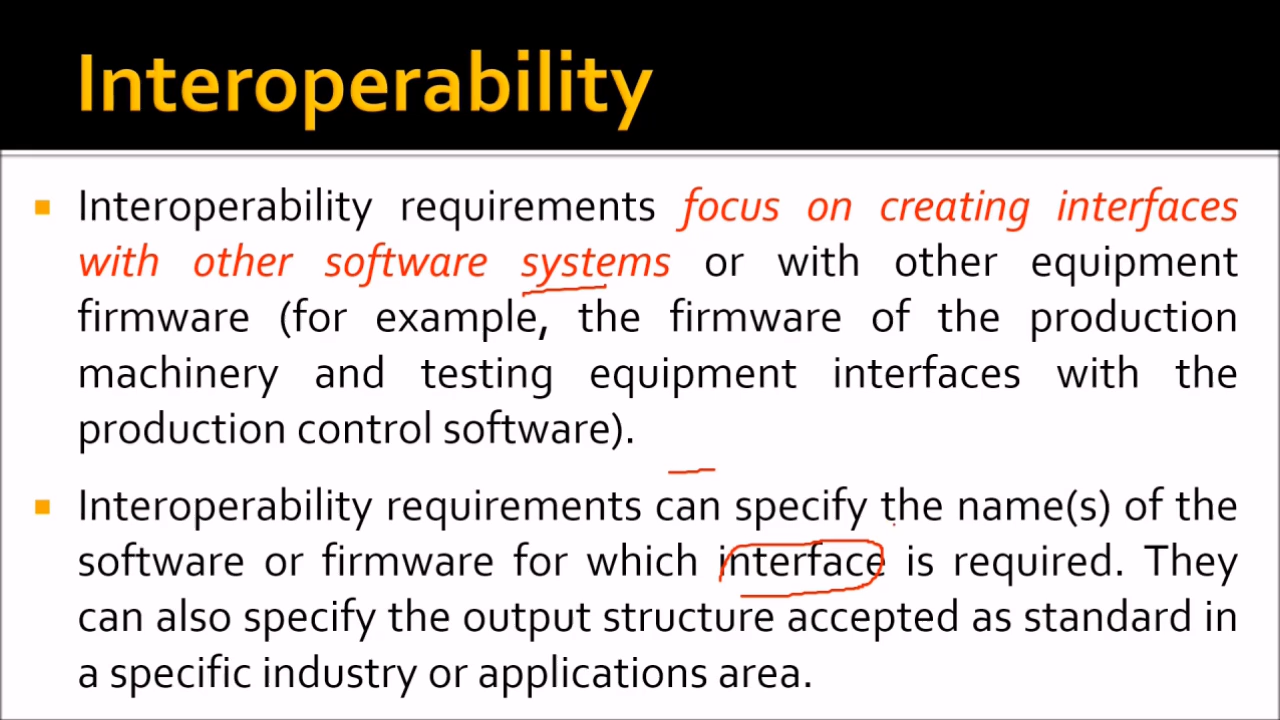 Interoperability
Interoperability requirements focus on creating interfaces
with other software systems or with other equipment
firmware (for example, the firmware of the production
machinery and testing equipment interfaces with the
production control software).
Interoperability requirements can specify the name(s) of the
software or firmware for which interface is required. They
can also specify the output structure accepted as standard in
a specific industry or applications area.